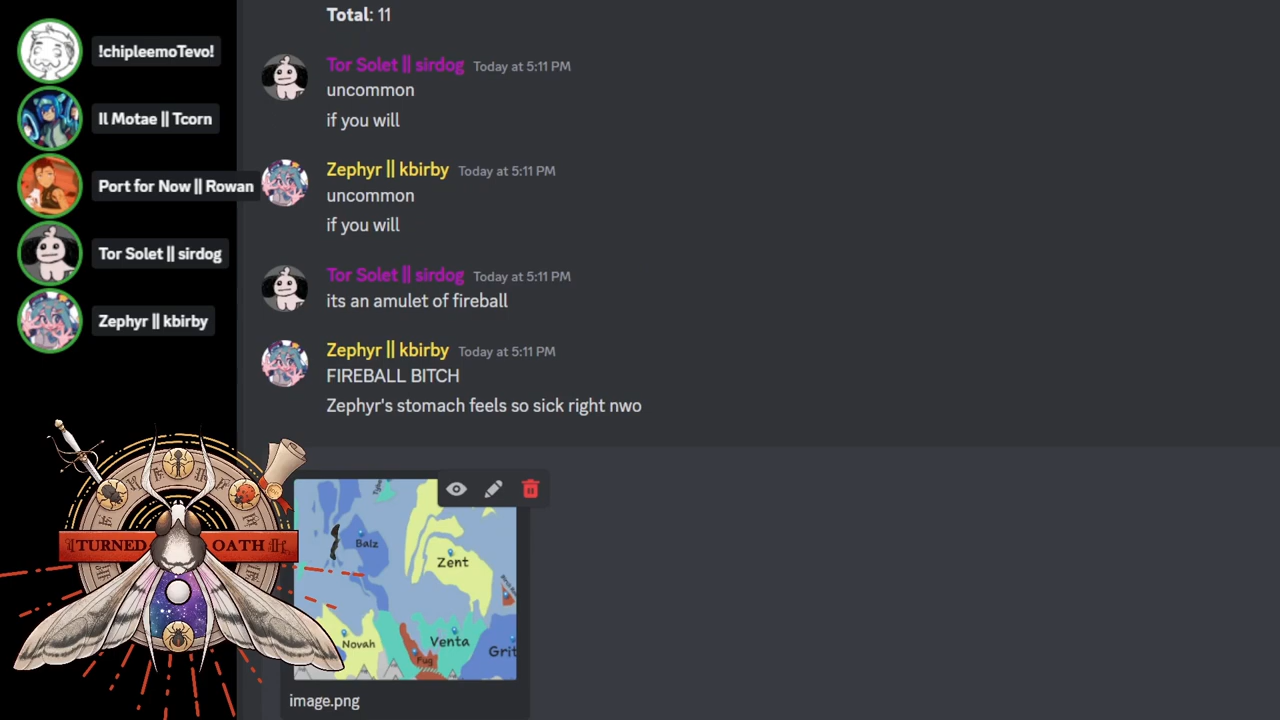 !chipleemoTevo!
Il Motae || Tcorn
Port for Now || Rowan
Tor Solet || sirdog
Zephyr || kbirby
TURNED OATH
Total: 11
Tor Solet || sirdog Today at 5:11 PM
uncommon
if you will
Zephyr || kbirby Today at 5:11 PM
uncommon
if you will
Tor Solet || sirdog Today at 5:11 PM
its an amulet of fireball
Zephyr || kbirby Today at 5:11 PM
FIREBALL BITCH
Zephyr's stomach feels so sick right nwo
Balz
Zent
Novah
Venta
Fug
Grit
image.png